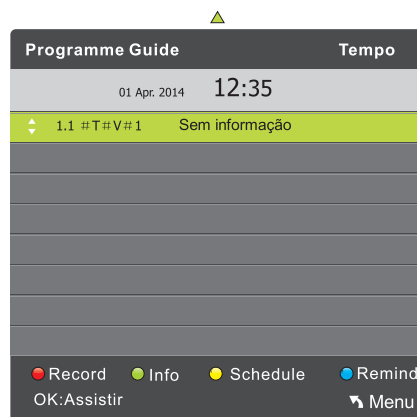 Programme Guide Tempo
01 Apr. 2014 12:35
1.1 #T#V#1 Sem informação
Record Info Schedule Remind
OK:Assistir Menu